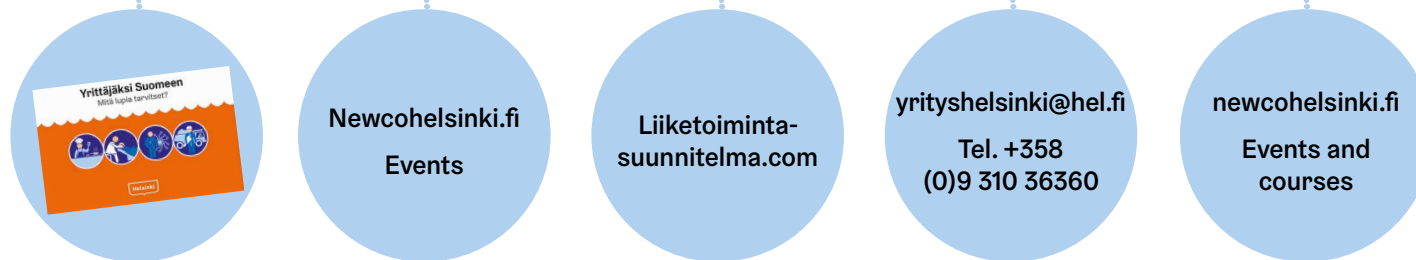 Yrittäjäksi Suomeen
Mitä lupia tarvitset?
Helsinki
Newcohelsinki.fi
Events
Liiketoiminta-
suunnitelma.com
yrityshelsinki@hel.fi
Tel. +358
(0)9 310 36360
newcohelsinki.fi
Events and
courses